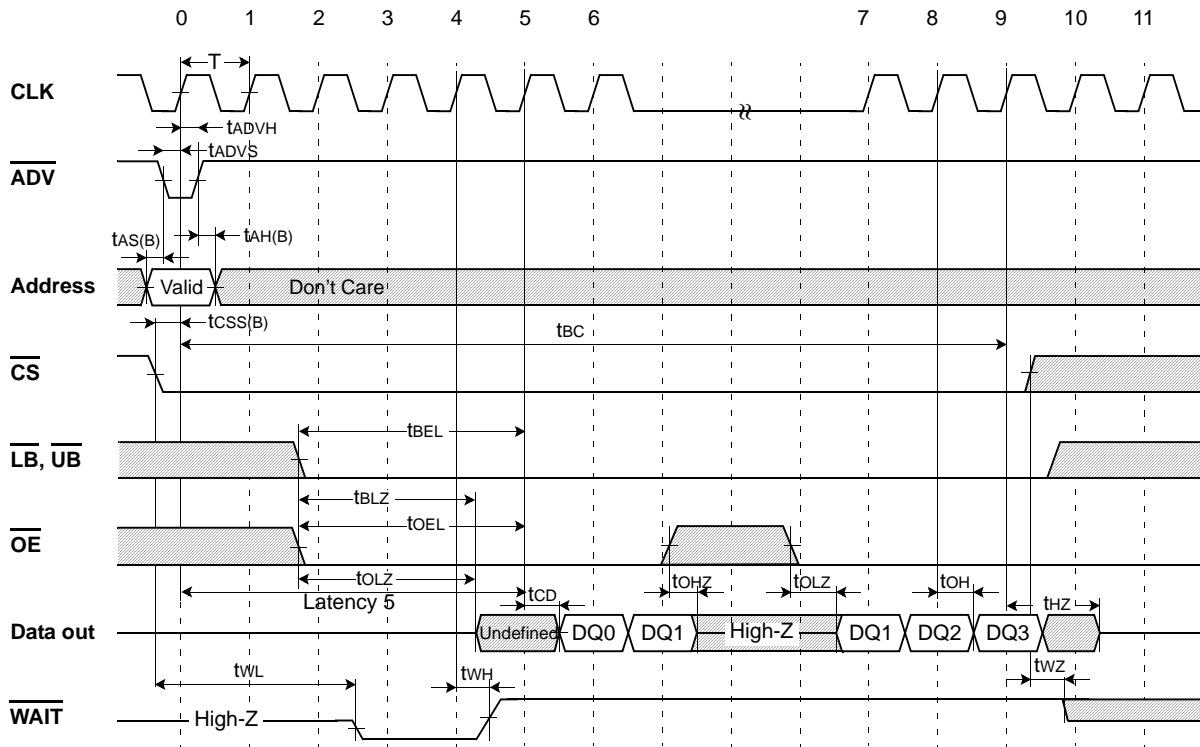 0 1 2 3 4 5 6 7 8 9 10 11
T
CLK
tADVH
tADVS
ADV
tAS(B)
tAH(B)
Address
Valid
Don't Care
tCSS(B)
tBC
CS
tBEL
LB, UB
tBLZ
tOEL
OE
tOLZ
tOHZ
tOLZ
tOH
tCD
tHZ
Latency 5
Data out
Undefined DQ0 DQ1 High-Z DQ1 DQ2 DQ3
tWL
tWH
tWZ
WAIT
High-Z